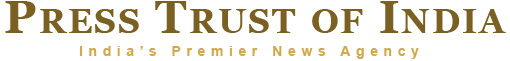 PRESS TRUST OF INDIA
India's Premier News Agency